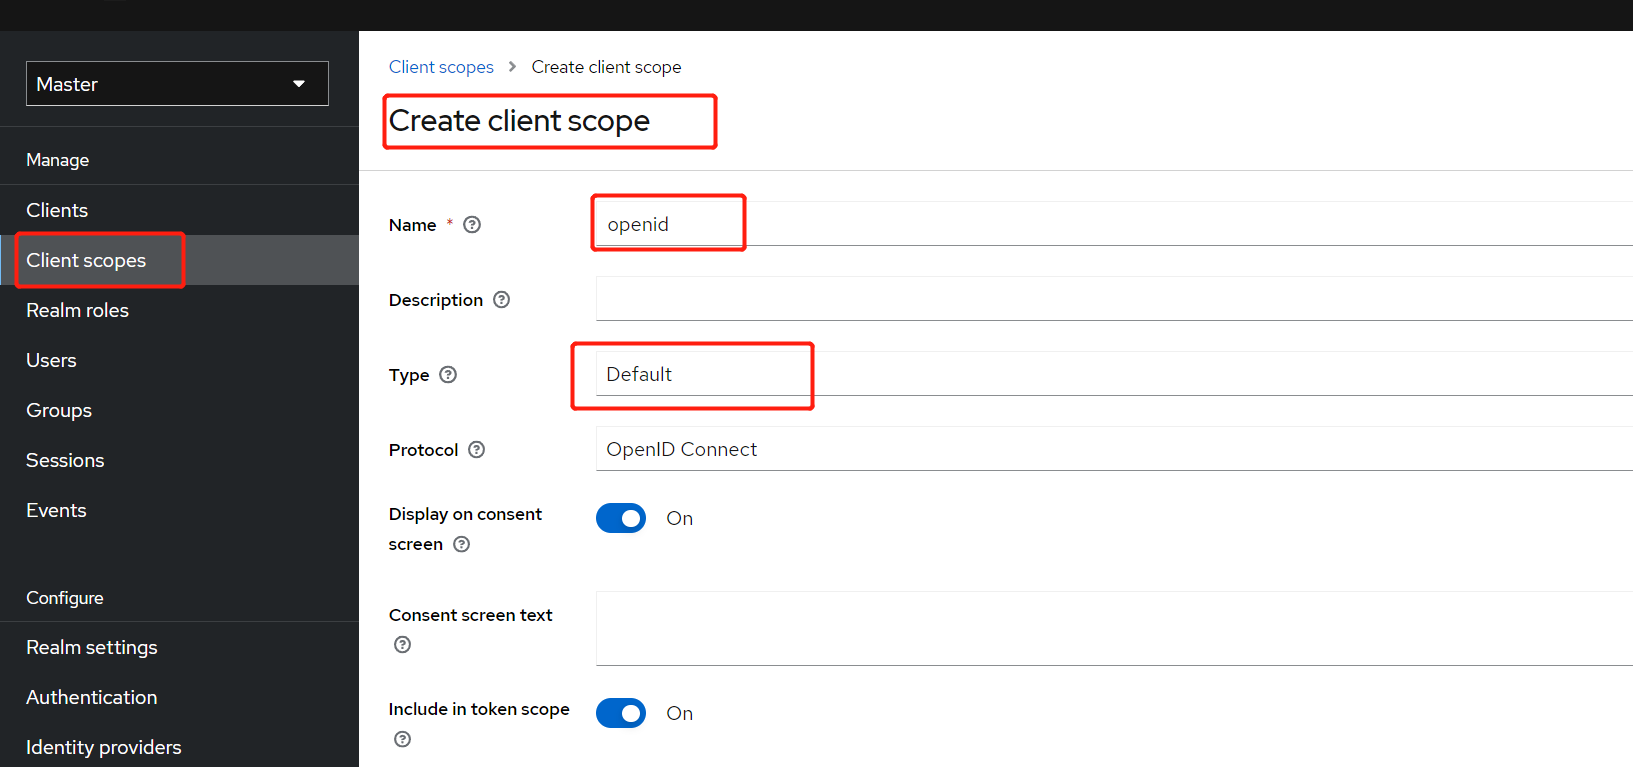 Master
Manage
Clients
Client scopes
Realm roles
Users
Groups
Sessions
Events
Configure
Realm settings
Authentication
Identity providers
Client scopes > Create client scope
Create client scope
Name * ?
openid
Description ?
Type ?
Default
Protocol ?
OpenID Connect
Display on consent
screen ?
On
Consent screen text
?
Include in token scope
?
On